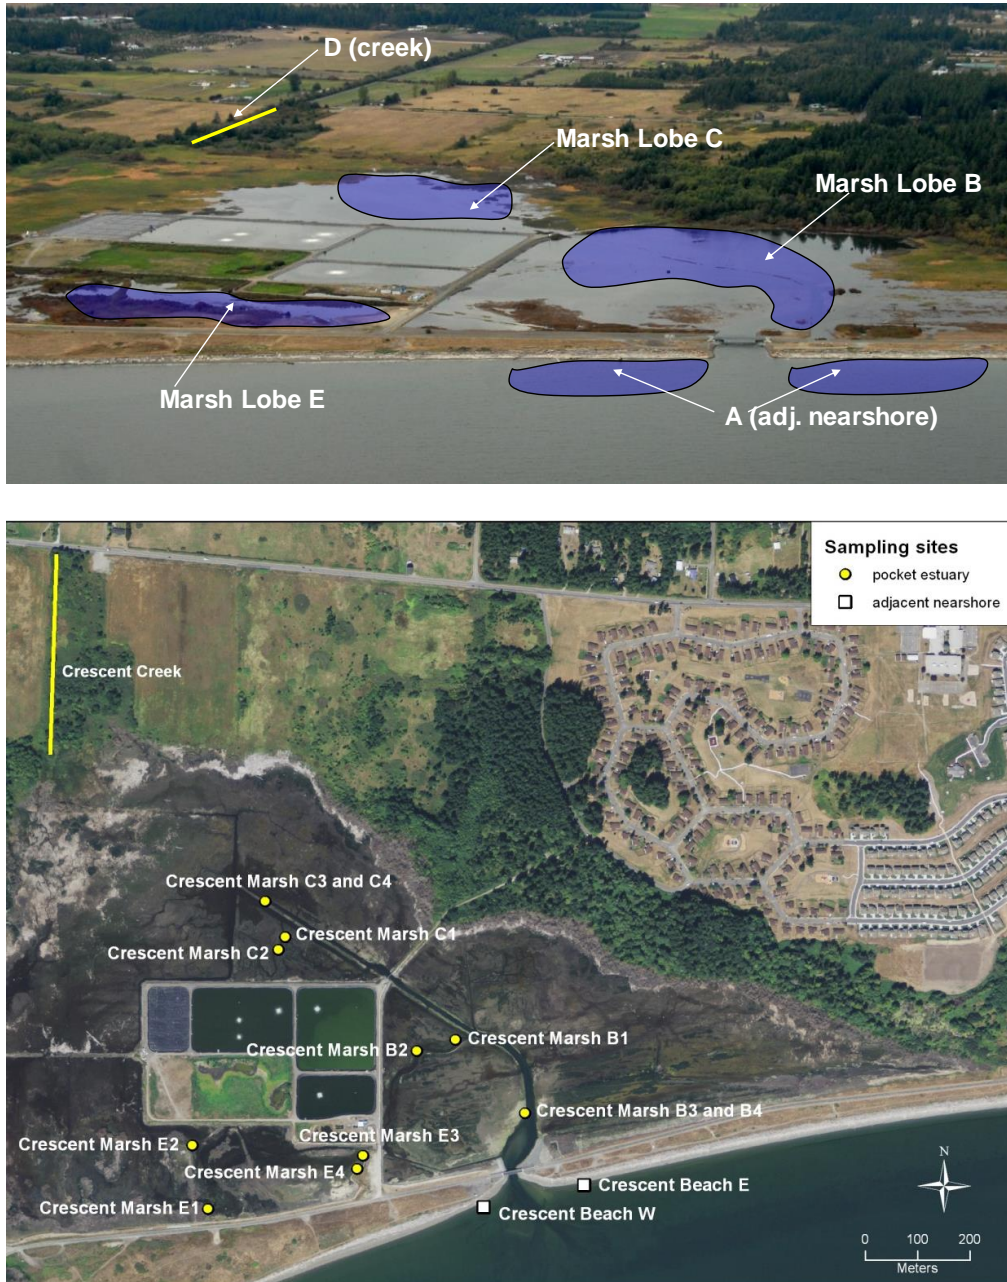 D (creek)
Marsh Lobe C
Marsh Lobe B
Marsh Lobe E
A (adj. nearshore)
Sampling sites
pocket estuary
adjacent nearshore
Crescent Creek
Crescent Marsh C3 and C4
Crescent Marsh C1
Crescent Marsh C2
Crescent Marsh B1
Crescent Marsh B2
Crescent Marsh B3 and B4
Crescent Marsh E3
Crescent Marsh E2
Crescent Marsh E4
Crescent Beach E
Crescent Marsh E1
Crescent Beach W
N
0 100 200
Meters